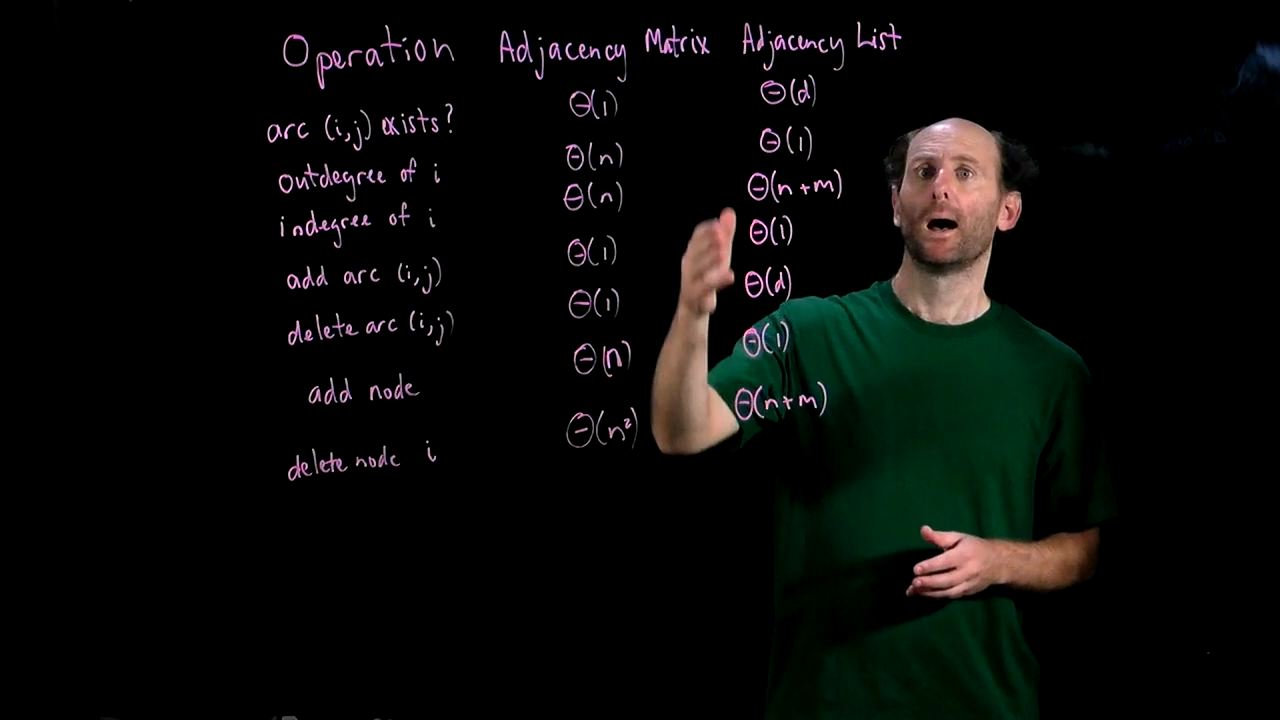 Operation Adjacency Matrix Adjacency List
arc (i,j) exists? Θ(1) Θ(d)
outdegree of i Θ(n) Θ(1)
indegree of i Θ(n) Θ(n+m)
add arc (i,j) Θ(1) Θ(1)
delete arc (i,j) Θ(1) Θ(d)
add node Θ(n) Θ(1)
delete node i Θ(n²) Θ(n+m)